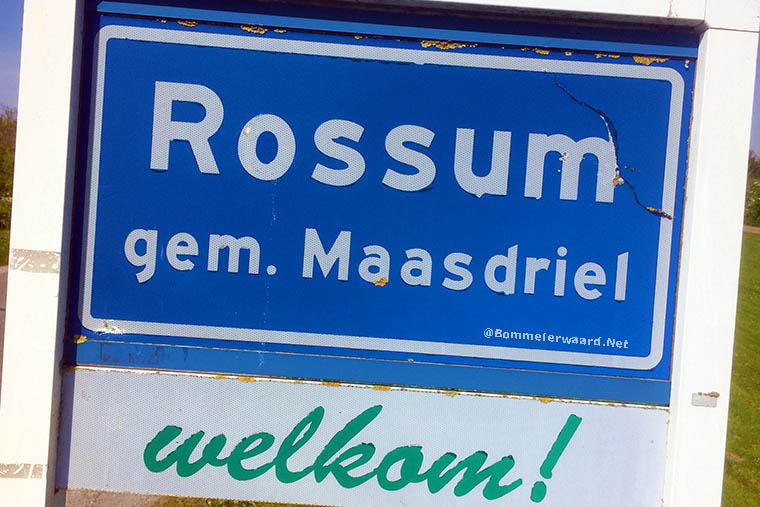 Rossum
gem. Maasdriel
@Bommelerwaard.Net
welkom!